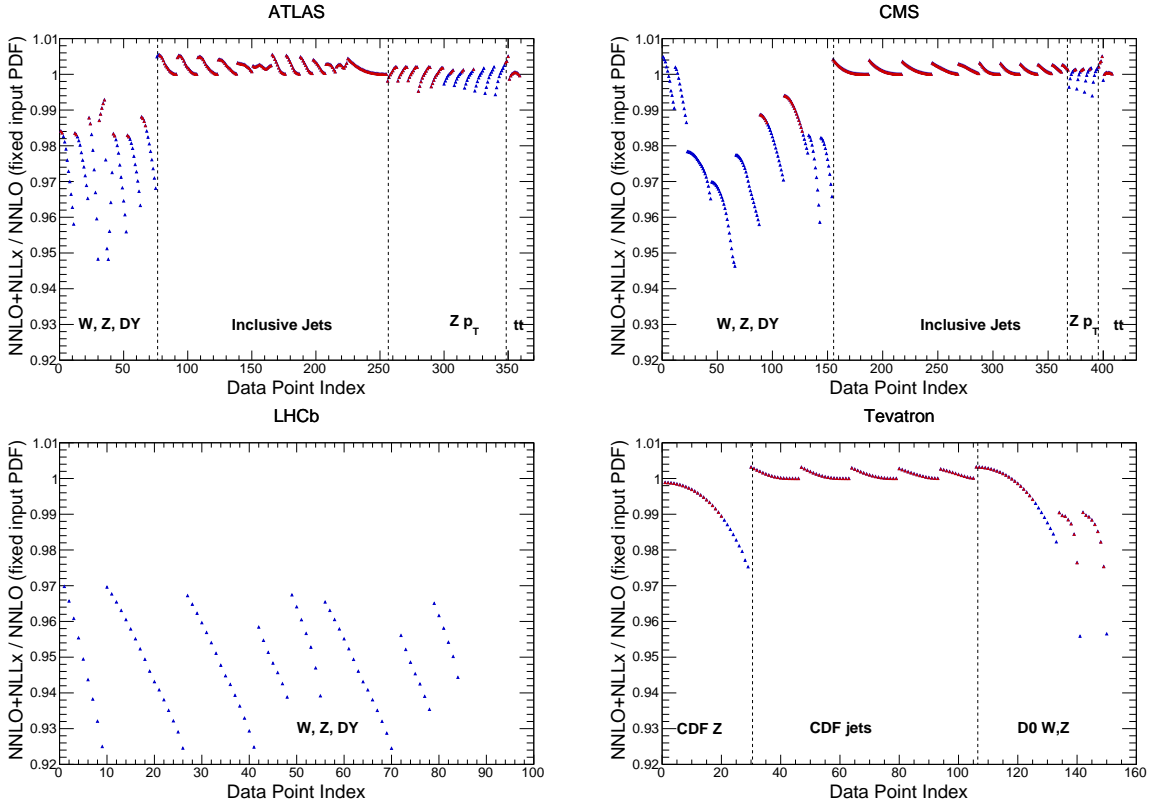 ATLAS
NNLO+NLLx / NNLO (fixed input PDF)
1.01
1
0.99
0.98
0.97
0.96
0.95
0.94
0.93
0.92
W, Z, DY
Inclusive Jets
Z p_T
tt
0 50 100 150 200 250 300 350
Data Point Index
CMS
NNLO+NLLx / NNLO (fixed input PDF)
1.01
1
0.99
0.98
0.97
0.96
0.95
0.94
0.93
0.92
W, Z, DY
Inclusive Jets
Z p_T
tt
0 50 100 150 200 250 300 350 400
Data Point Index
LHCb
NNLO+NLLx / NNLO (fixed input PDF)
1.01
1
0.99
0.98
0.97
0.96
0.95
0.94
0.93
0.92
W, Z, DY
0 10 20 30 40 50 60 70 80 90 100
Data Point Index
Tevatron
NNLO+NLLx / NNLO (fixed input PDF)
1.01
1
0.99
0.98
0.97
0.96
0.95
0.94
0.93
0.92
CDF Z
CDF jets
D0 W,Z
0 20 40 60 80 100 120 140 160
Data Point Index